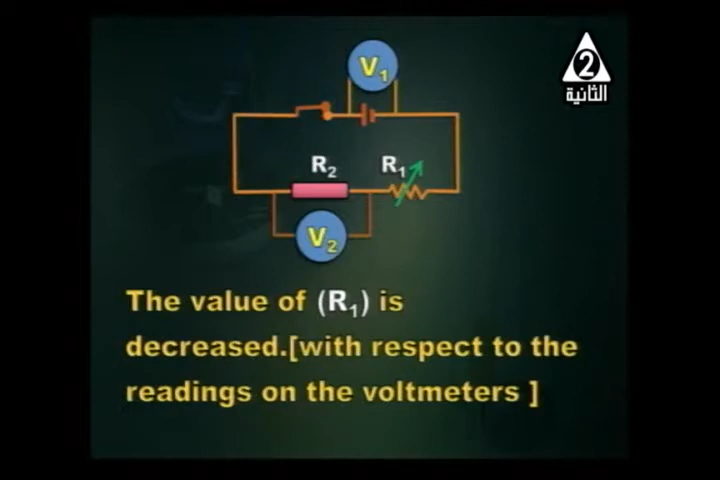 V₁
2
الثانية
R₂ R₁
V₂
The value of (R₁) is
decreased.[with respect to the
readings on the voltmeters ]